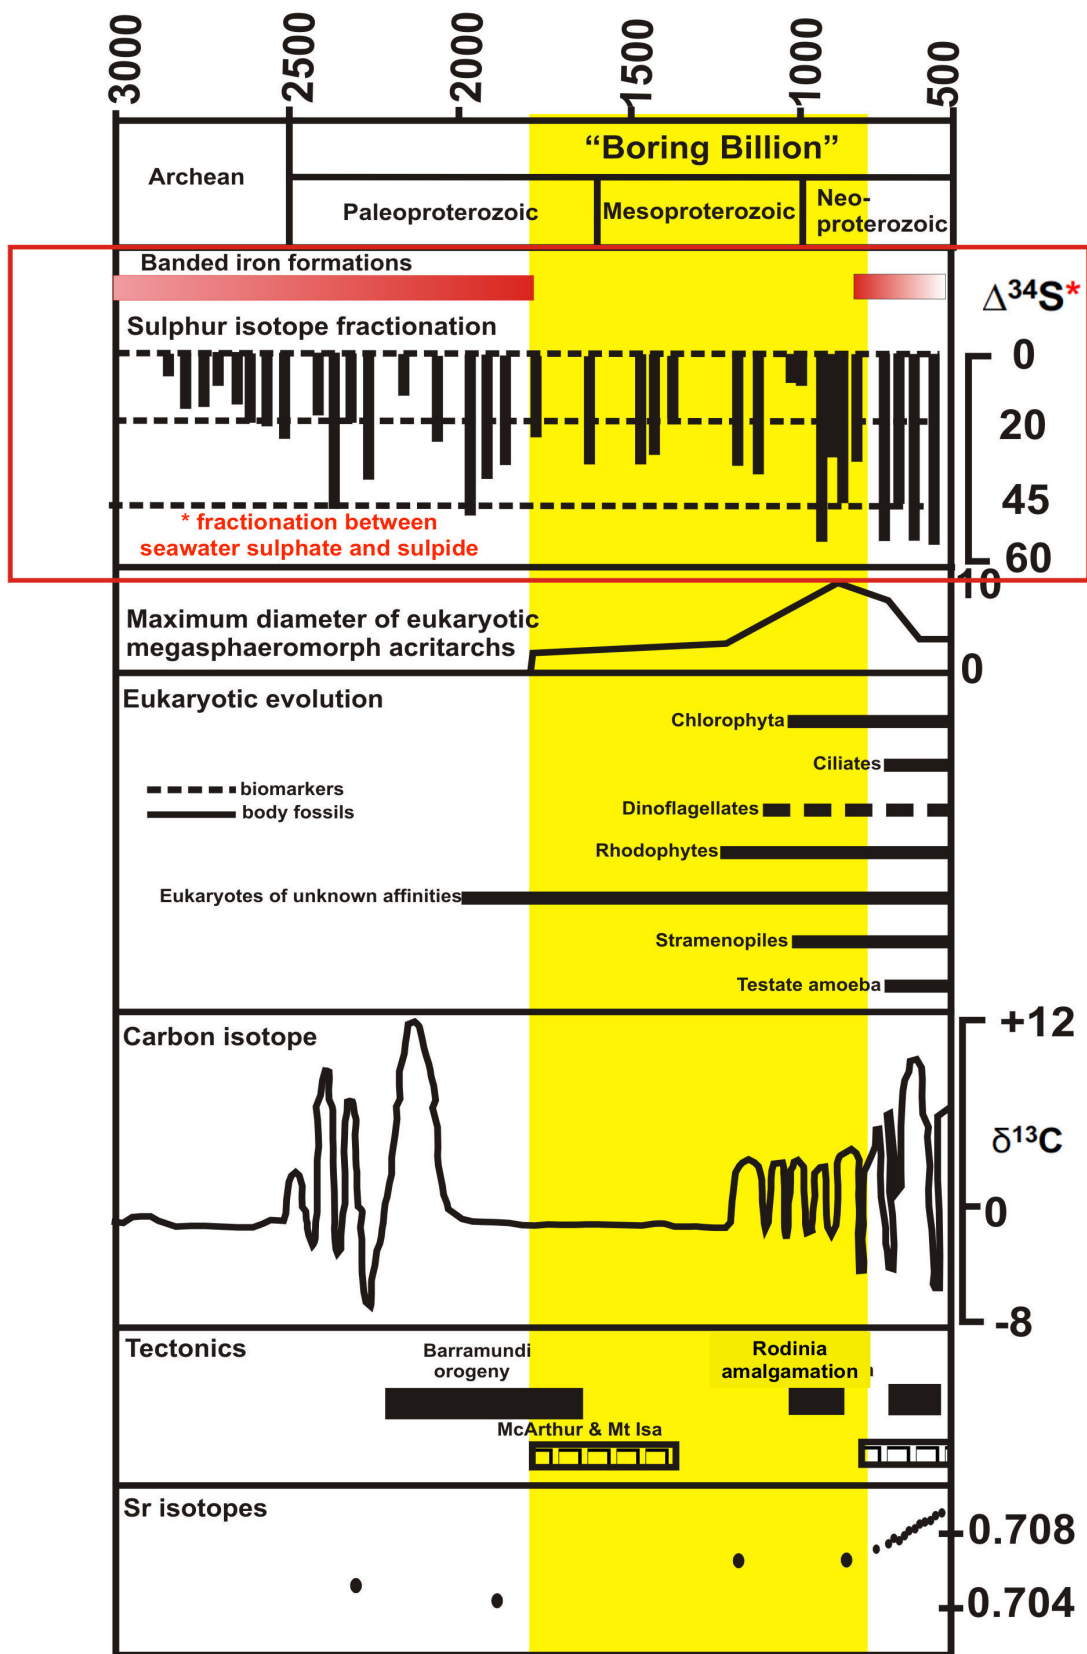 3000
2500
2000
1500
1000
500
“Boring Billion”
Archean
Paleoproterozoic
Mesoproterozoic
Neo-
proterozoic
Banded iron formations
Δ34S*
Sulphur isotope fractionation
0
20
45
60
* fractionation between
seawater sulphate and sulpide
10
Maximum diameter of eukaryotic
megasphaeromorph acritarchs
0
Eukaryotic evolution
Chlorophyta
Ciliates
biomarkers
body fossils
Dinoflagellates
Rhodophytes
Eukaryotes of unknown affinities
Stramenopiles
Testate amoeba
Carbon isotope
+12
δ13C
0
-8
Tectonics
Barramundi
orogeny
Rodinia
amalgamation
McArthur & Mt Isa
Sr isotopes
0.708
0.704